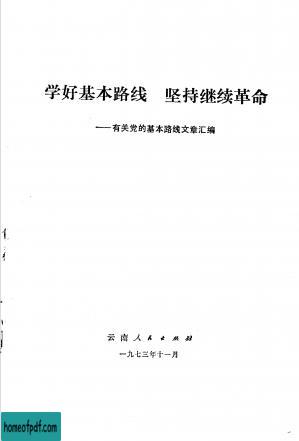 学好基本路线 坚持继续革命
——有关党的基本路线文章汇编
云南人民出版社
一九七三年十一月
homeofpdf.com